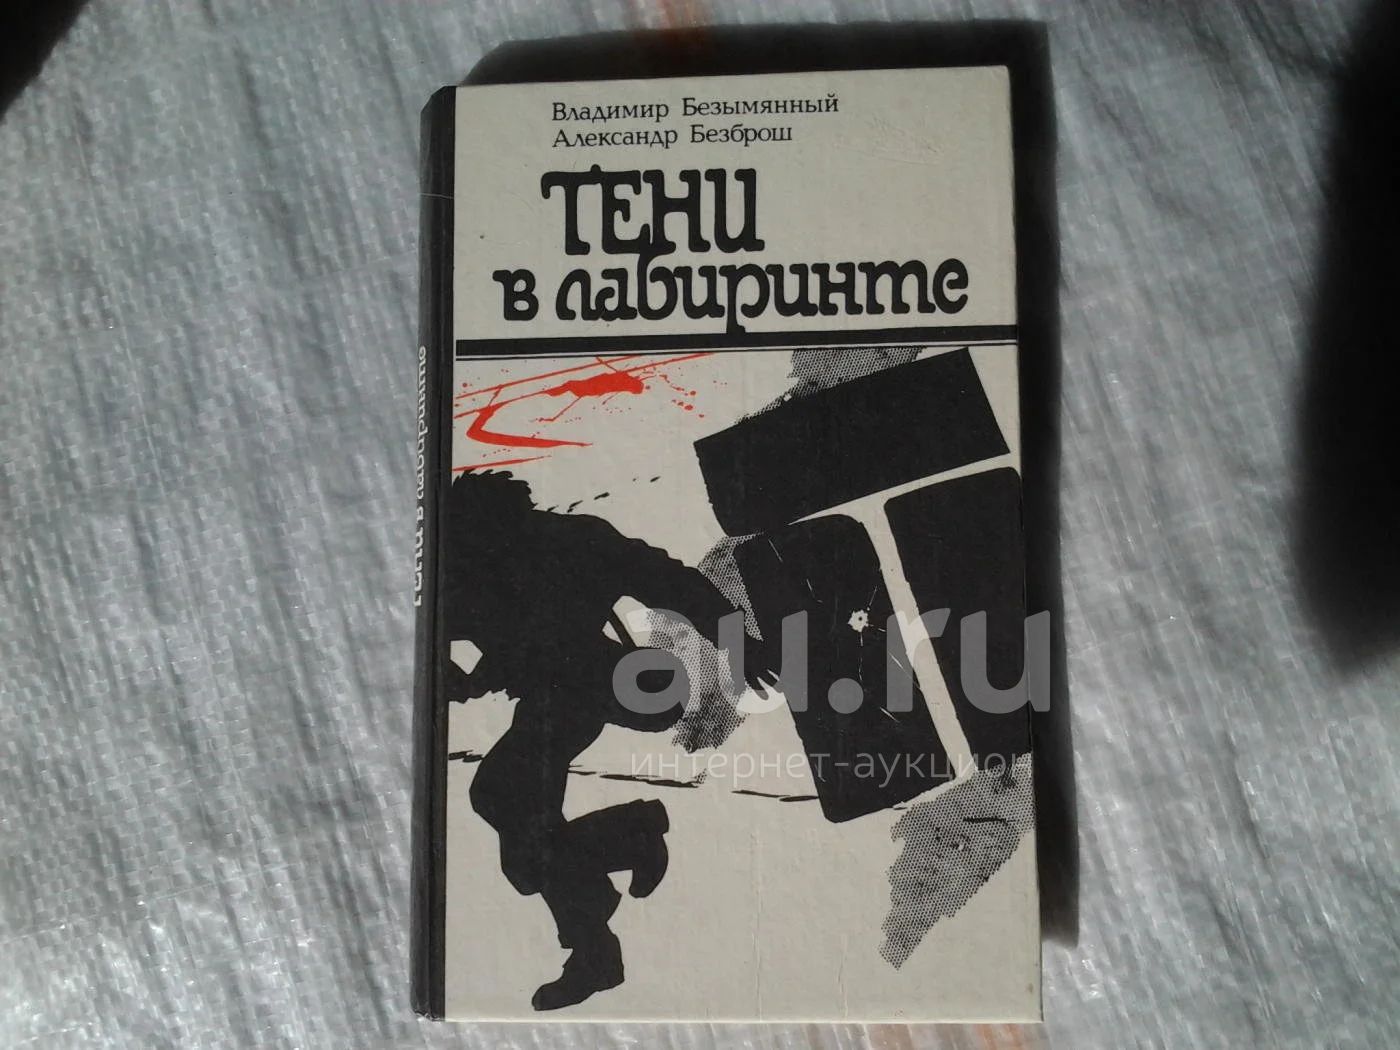 Владимир Безымянный
Александр Безброш
ТЕНИ
в лабиринте
ТЕНИ в лабиринте
au.ru
интернет-аукцион